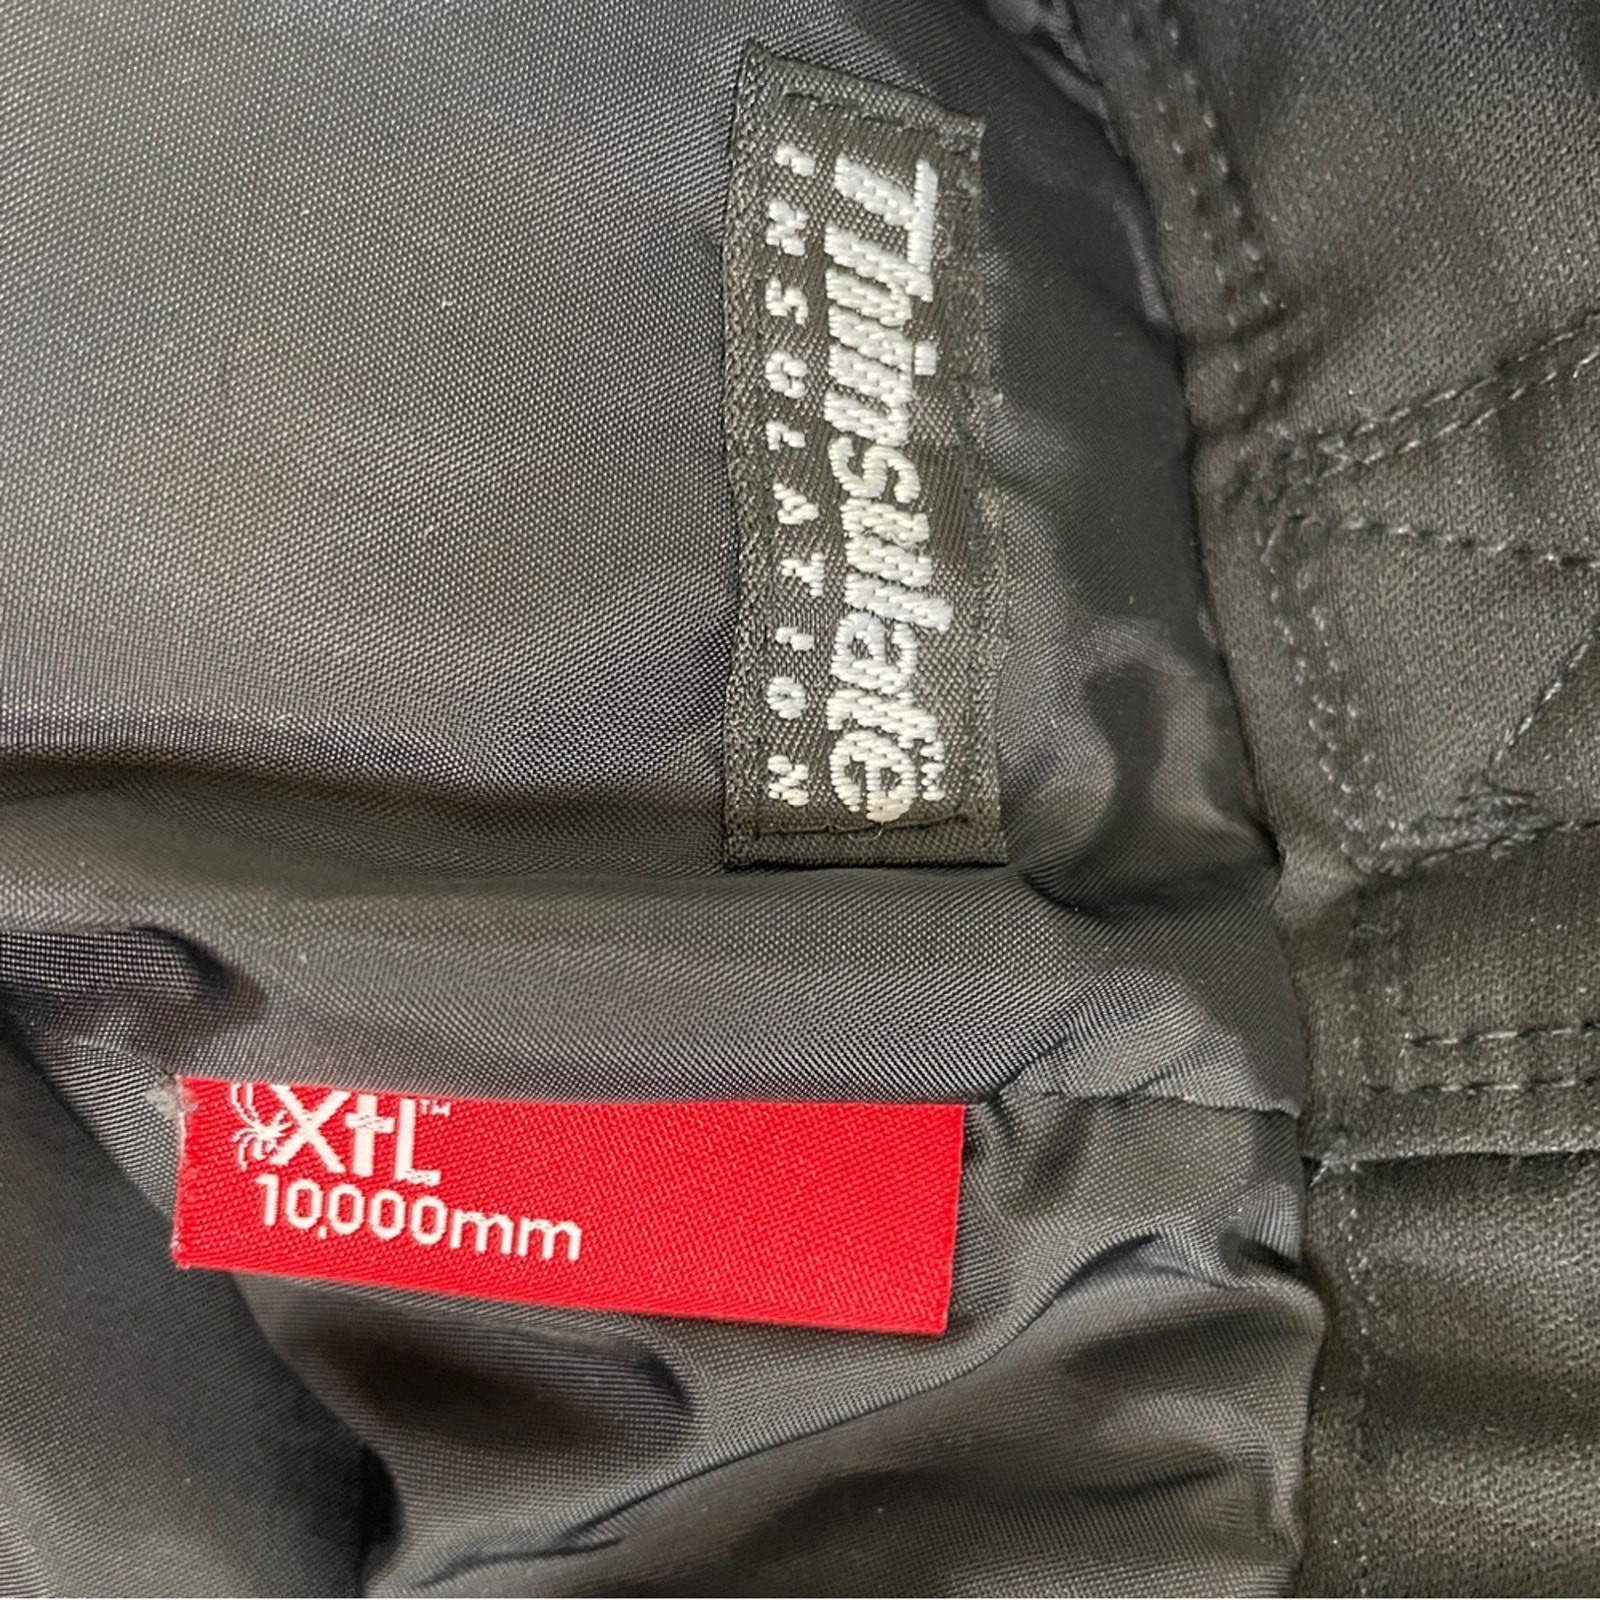 Thinsulate™
INSULATION
XtL™
10,000mm